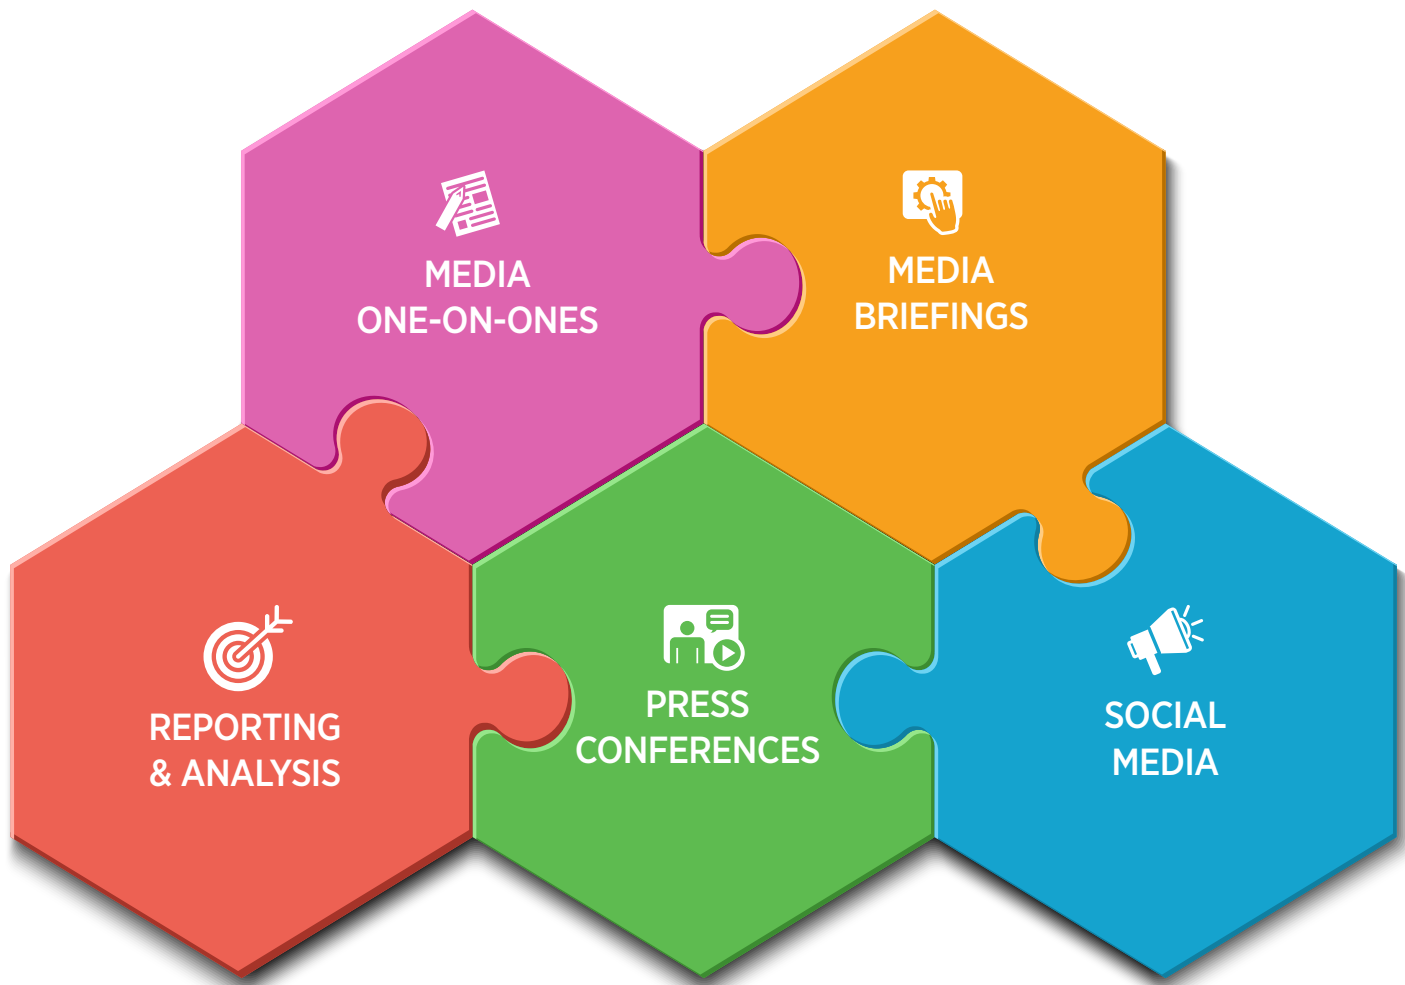 MEDIA
ONE-ON-ONES
MEDIA
BRIEFINGS
REPORTING
& ANALYSIS
PRESS
CONFERENCES
SOCIAL
MEDIA